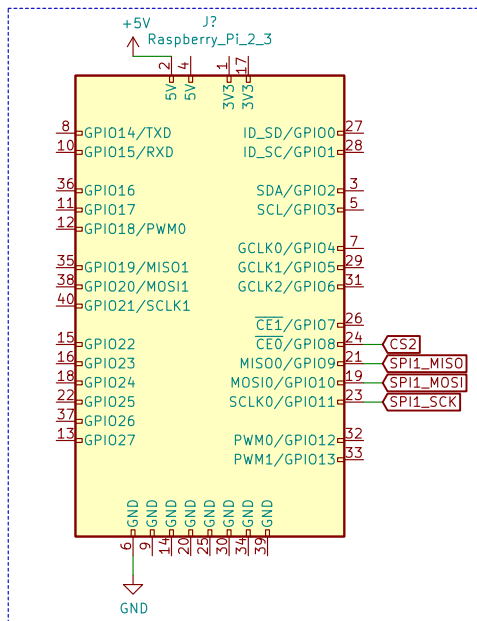 +5V
J?
Raspberry_Pi_2_3
2 4 1 17
5V 5V 3V3 3V3
8 GPIO14/TXD ID_SD/GPIO0 27
10 GPIO15/RXD ID_SC/GPIO1 28
36 GPIO16 SDA/GPIO2 3
11 GPIO17 SCL/GPIO3 5
12 GPIO18/PWM0
GCLK0/GPIO4 7
35 GPIO19/MISO1 GCLK1/GPIO5 29
38 GPIO20/MOSI1 GCLK2/GPIO6 31
40 GPIO21/SCLK1
CE1/GPIO7 26
15 GPIO22 CE0/GPIO8 24 CS2
16 GPIO23 MISO0/GPIO9 21 SPI1_MISO
18 GPIO24 MOSI0/GPIO10 19 SPI1_MOSI
22 GPIO25 SCLK0/GPIO11 23 SPI1_SCK
37 GPIO26
13 GPIO27 PWM0/GPIO12 32
PWM1/GPIO13 33
GND GND GND GND GND GND GND GND
6 9 14 20 25 30 34 39
GND